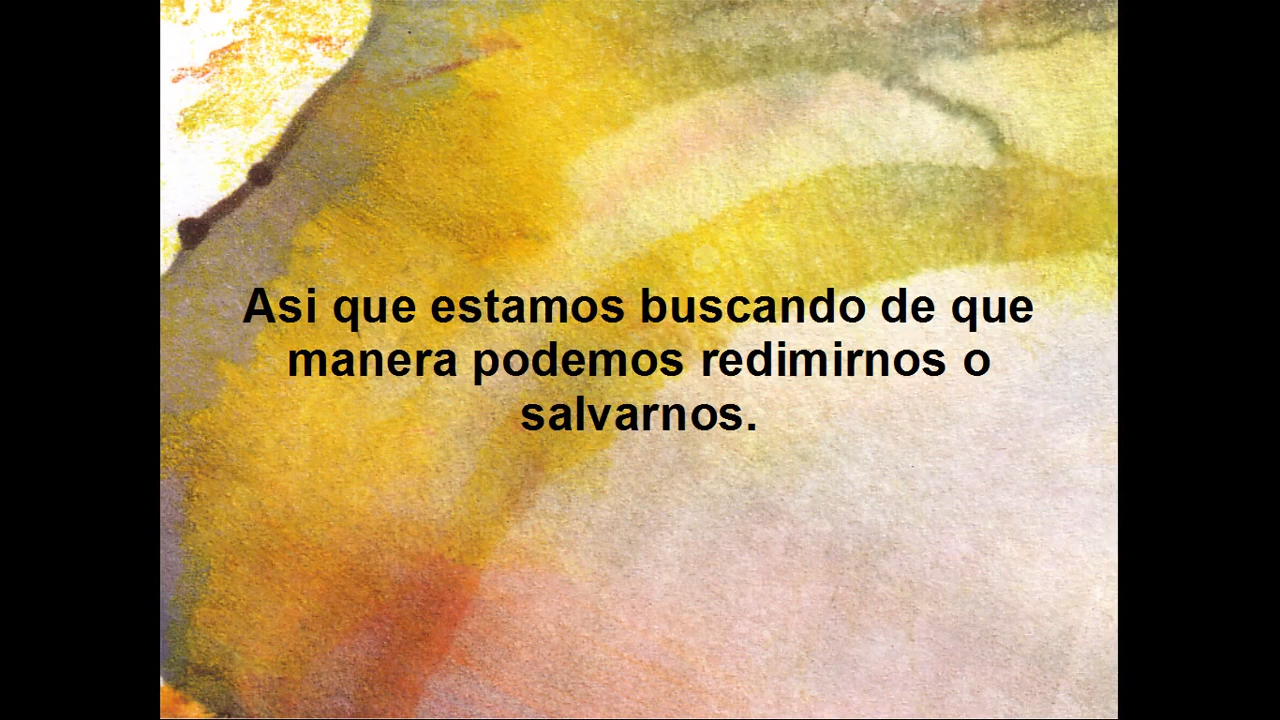 Asi que estamos buscando de que
manera podemos redimirnos o
salvarnos.